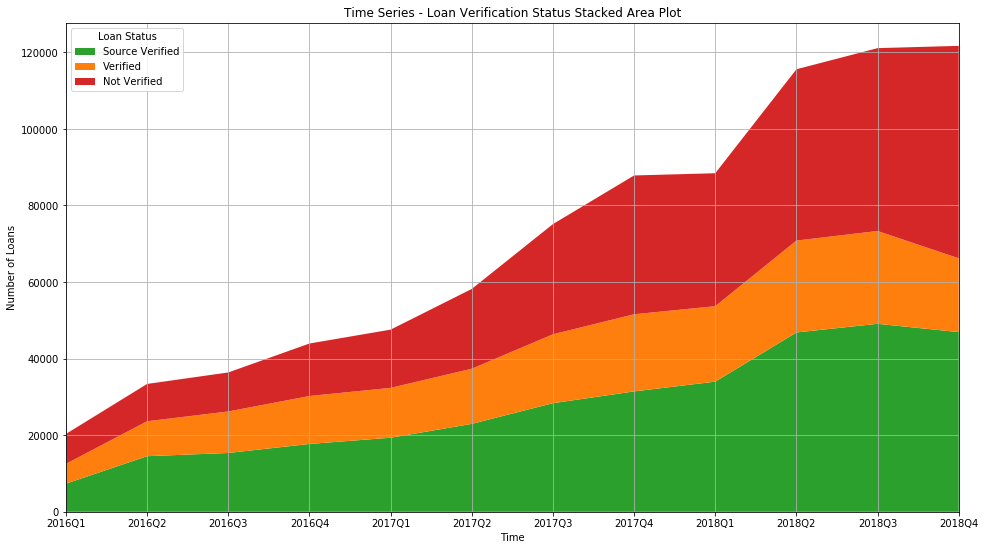 Time Series - Loan Verification Status Stacked Area Plot
Loan Status
Source Verified
Verified
Not Verified
120000
100000
80000
60000
40000
20000
0
Number of Loans
2016Q1 2016Q2 2016Q3 2016Q4 2017Q1 2017Q2 2017Q3 2017Q4 2018Q1 2018Q2 2018Q3 2018Q4
Time